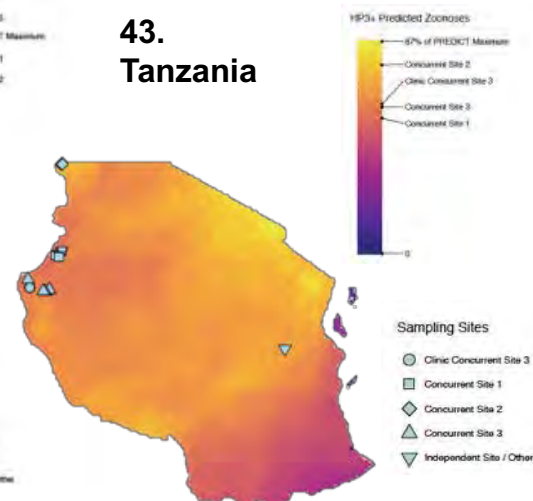 43.
Tanzania
HP3+ Predicted Zoonoses
87% of PREDICT Maximum
Concurrent Site 2
Clinic Concurrent Site 3
Concurrent Site 3
Concurrent Site 1
0
Sampling Sites
Clinic Concurrent Site 3
Concurrent Site 1
Concurrent Site 2
Concurrent Site 3
Independent Site / Other
Maximum